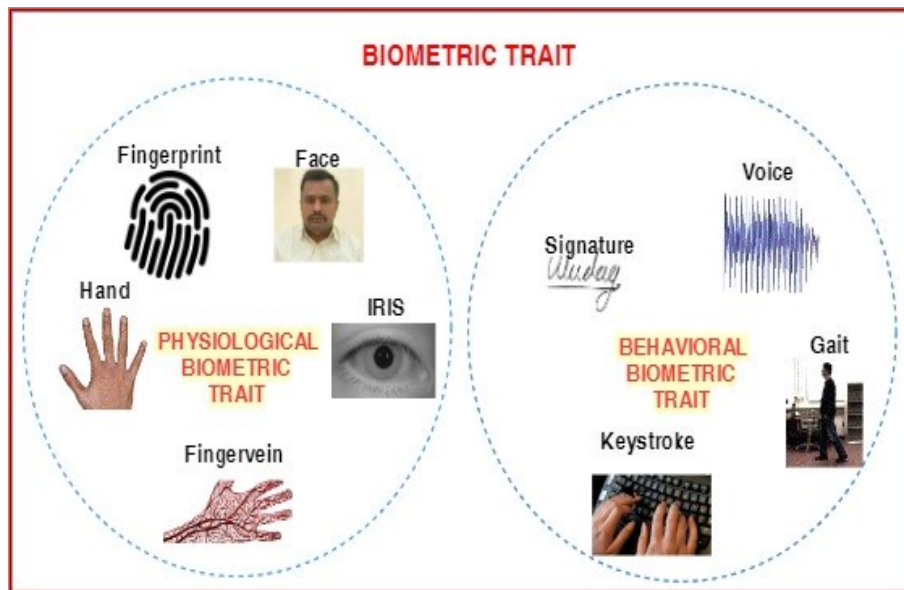 BIOMETRIC TRAIT
Fingerprint
Face
Hand
IRIS
PHYSIOLOGICAL
BIOMETRIC
TRAIT
Fingervein
Voice
Signature
Gait
BEHAVIORAL
BIOMETRIC
TRAIT
Keystroke